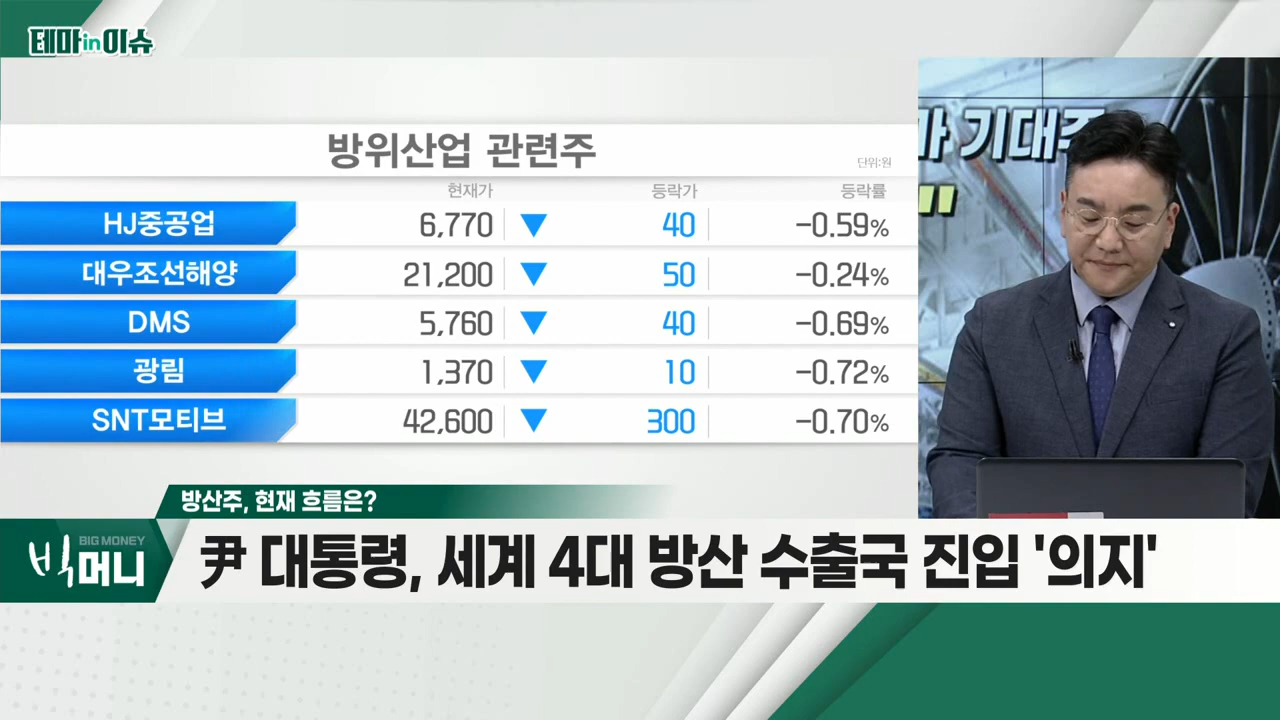 테마in이슈
방위산업 관련주
단위:원
현재가 등락가 등락률
HJ중공업 6,770 ▼ 40 -0.59%
대우조선해양 21,200 ▼ 50 -0.24%
DMS 5,760 ▼ 40 -0.69%
광림 1,370 ▼ 10 -0.72%
SNT모티브 42,600 ▼ 300 -0.70%
기대주
"
방산주, 현재 흐름은?
BIG MONEY
빅머니
尹 대통령, 세계 4대 방산 수출국 진입 '의지'